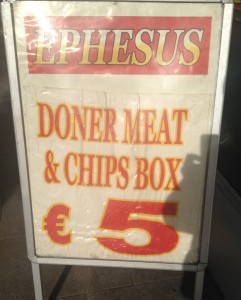 EPHESUS
DONER MEAT
& CHIPS BOX
€ 5